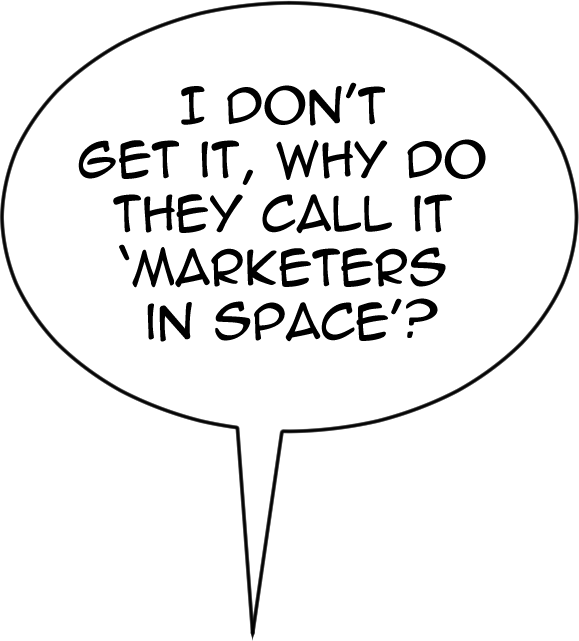 I DON'T
GET IT, WHY DO
THEY CALL IT
'MARKETERS
IN SPACE'?